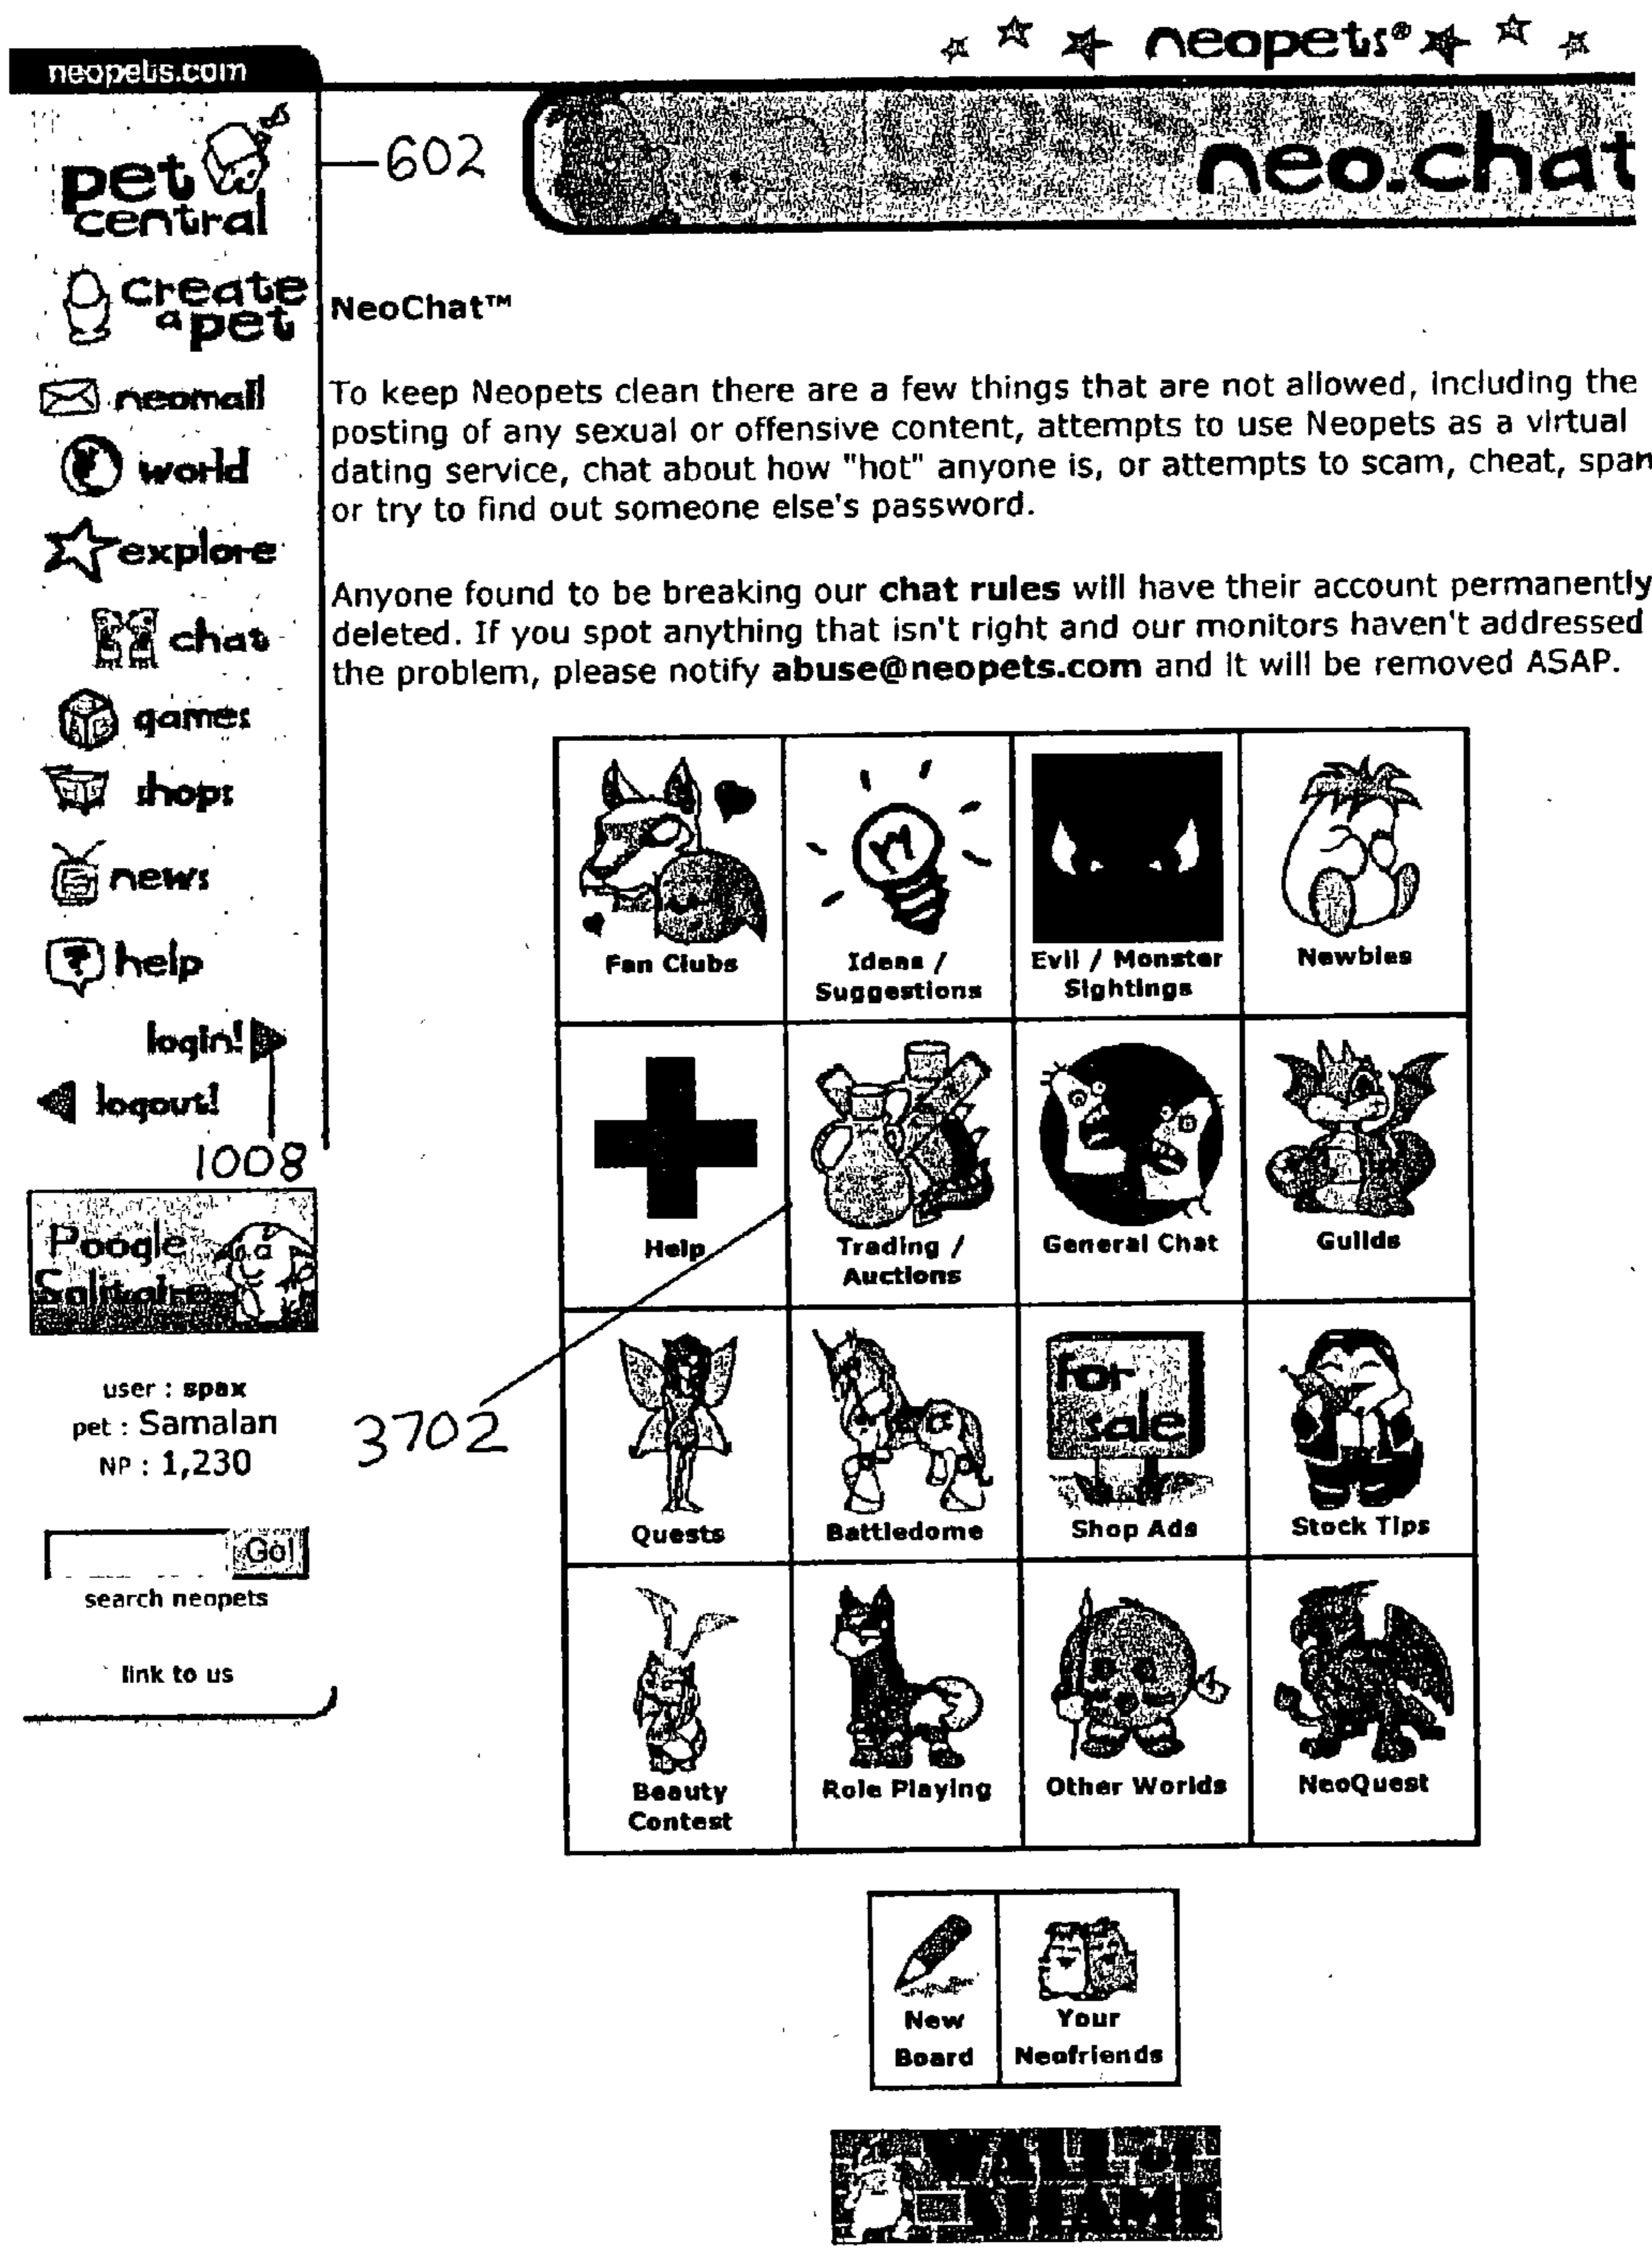 neopets®
neopets.com
pet
central
602
neo.chat
create
a pet
NeoChat™
neomail
To keep Neopets clean there are a few things that are not allowed, including the
posting of any sexual or offensive content, attempts to use Neopets as a virtual
world
dating service, chat about how "hot" anyone is, or attempts to scam, cheat, spam
or try to find out someone else's password.
explore
Anyone found to be breaking our chat rules will have their account permanently
chat
deleted. If you spot anything that isn't right and our monitors haven't addressed
the problem, please notify abuse@neopets.com and it will be removed ASAP.
games
shops
news
help
login!
logout!
1008
Poogle
Solitaire
user : spax
pet : Samalan
NP : 1,230
Go!
search neopets
link to us
3702
Fan Clubs
Ideas /
Suggestions
Evil / Monster
Sightings
Newbies
Help
Trading /
Auctions
General Chat
Guilds
Quests
Battledome
for
sale
Shop Ads
Stock Tips
Beauty
Contest
Role Playing
Other Worlds
NeoQuest
New
Board
Your
Neofriends
WALL of
SHAME